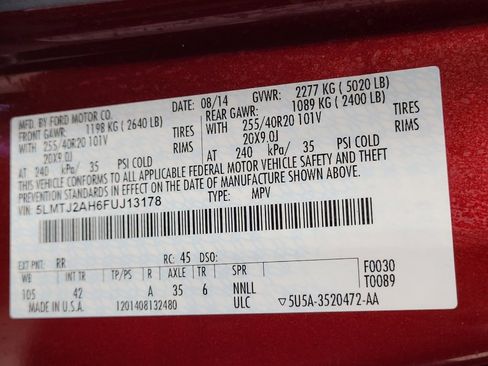 MFD. BY FORD MOTOR CO.
DATE: 08/14 GVWR: 2277 KG ( 5020 LB)
FRONT GAWR: 1198 KG ( 2640 LB) REAR GAWR: 1089 KG ( 2400 LB)
WITH 255/40R20 101V TIRES WITH 255/40R20 101V TIRES
20X9.0J RIMS 20X9.0J RIMS
AT 240 kPa/ 35 PSI COLD AT 240 kPa/ 35 PSI COLD
THIS VEHICLE CONFORMS TO ALL APPLICABLE FEDERAL MOTOR VEHICLE SAFETY AND THEFT
PREVENTION STANDARDS IN EFFECT ON THE DATE OF MANUFACTURE SHOWN ABOVE.
VIN: 5LMTJ2AH6FUJ13178 TYPE: MPV
EXT PNT: RR RC: 45 DSO:
WB INT TR TP/PS R AXLE TR SPR F0030
105 42 A 35 6 NNLL T0089
MADE IN U.S.A. 1201408132480 ULC ▽5U5A-3520472-AA